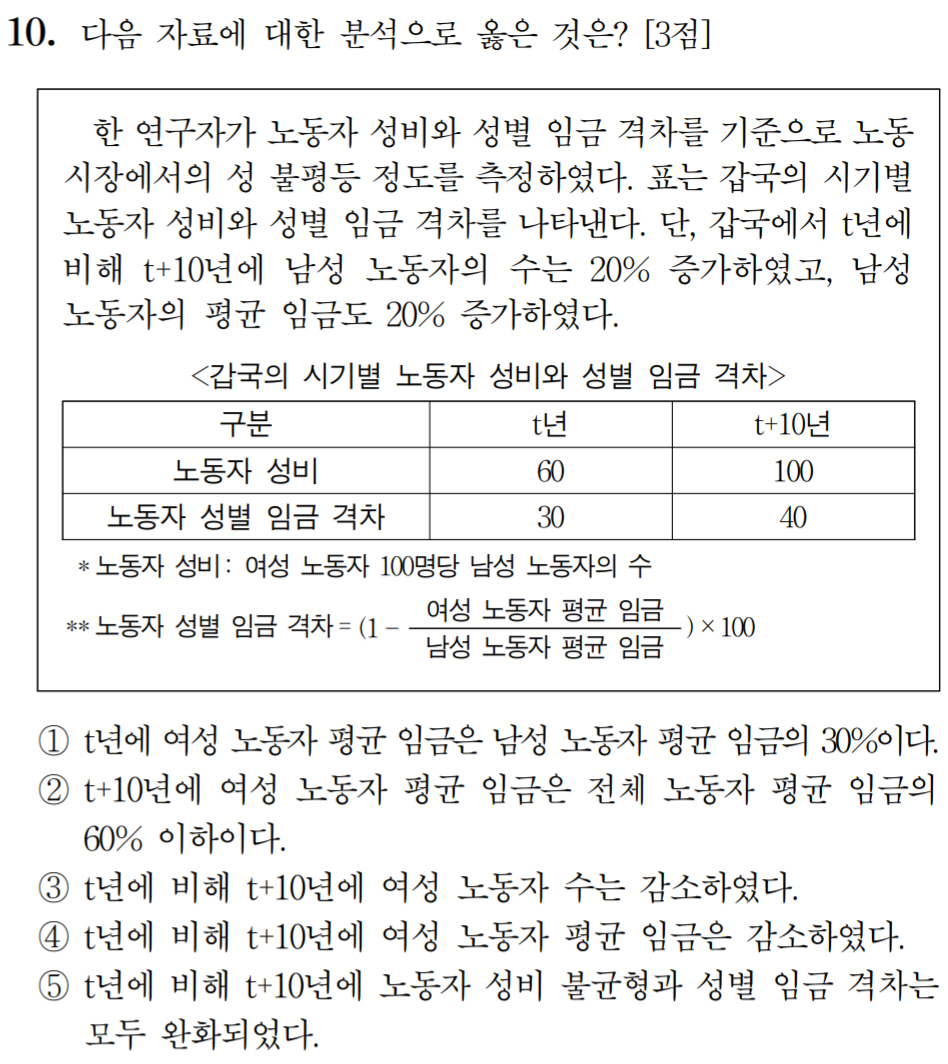 10. 다음 자료에 대한 분석으로 옳은 것은? [3점]
한 연구자가 노동자 성비와 성별 임금 격차를 기준으로 노동
시장에서의 성 불평등 정도를 측정하였다. 표는 갑국의 시기별
노동자 성비와 성별 임금 격차를 나타낸다. 단, 갑국에서 t년에
비해 t+10년에 남성 노동자의 수는 20% 증가하였고, 남성
노동자의 평균 임금도 20% 증가하였다.
<갑국의 시기별 노동자 성비와 성별 임금 격차>
구분 t년 t+10년
노동자 성비 60 100
노동자 성별 임금 격차 30 40
* 노동자 성비: 여성 노동자 100명당 남성 노동자의 수
** 노동자 성별 임금 격차 = (1 - 여성 노동자 평균 임금 / 남성 노동자 평균 임금) × 100
① t년에 여성 노동자 평균 임금은 남성 노동자 평균 임금의 30%이다.
② t+10년에 여성 노동자 평균 임금은 전체 노동자 평균 임금의
60% 이하이다.
③ t년에 비해 t+10년에 여성 노동자 수는 감소하였다.
④ t년에 비해 t+10년에 여성 노동자 평균 임금은 감소하였다.
⑤ t년에 비해 t+10년에 노동자 성비 불균형과 성별 임금 격차는
모두 완화되었다.